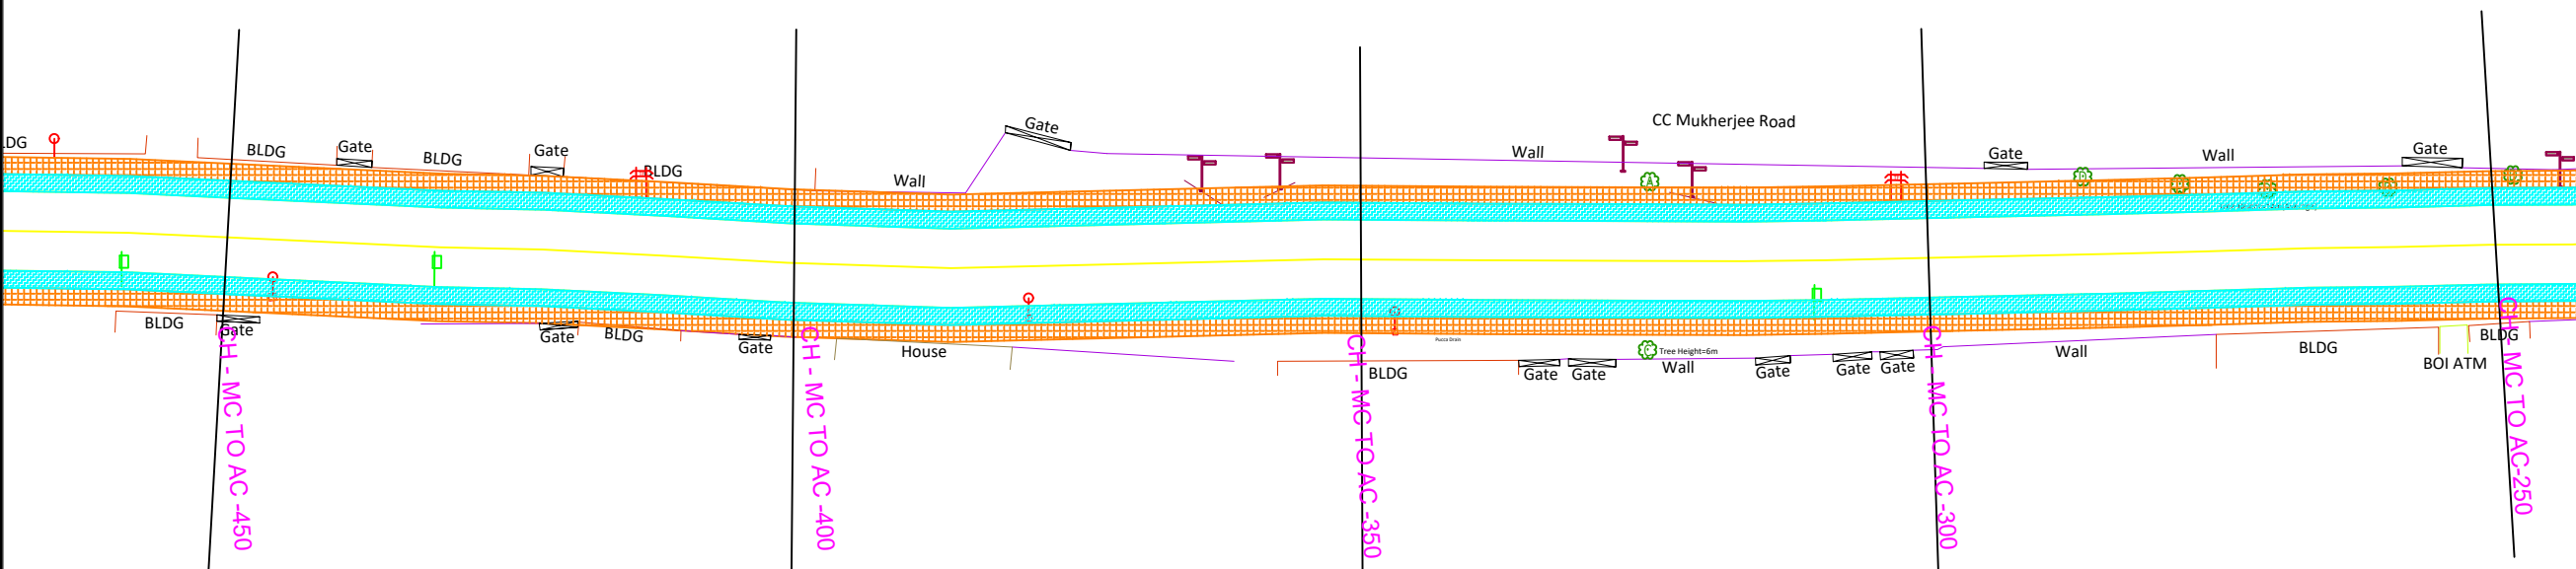 CC Mukherjee Road
LDG
BLDG
Gate
BLDG
Gate
BLDG
Wall
Gate
Wall
Gate
Wall
Gate
BLDG
Gate
Gate
BLDG
Gate
House
Pucca Drain
BLDG
Gate
Gate
Tree Height=6m
Wall
Gate
Gate
Gate
Wall
BLDG
BOI ATM
BLDG
CH - MC TO AC -450
CH - MC TO AC -400
CH - MC TO AC -350
CH - MC TO AC -300
CH - MC TO AC-250
A
C